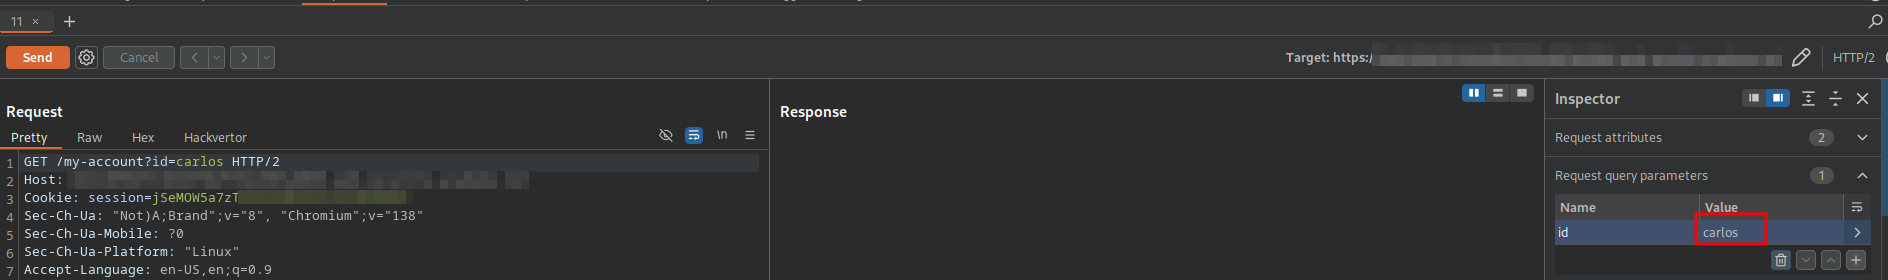 11 ×
Send
Cancel
Target: https:/
HTTP/2
Request
Pretty
Raw
Hex
Hackvertor
\n
1 GET /my-account?id=carlos HTTP/2
2 Host:
3 Cookie: session=jSeMOW5a7zT
4 Sec-Ch-Ua: "Not)A;Brand";v="8", "Chromium";v="138"
5 Sec-Ch-Ua-Mobile: ?0
6 Sec-Ch-Ua-Platform: "Linux"
7 Accept-Language: en-US,en;q=0.9
Response
Inspector
Request attributes 2
Request query parameters 1
Name Value
id carlos